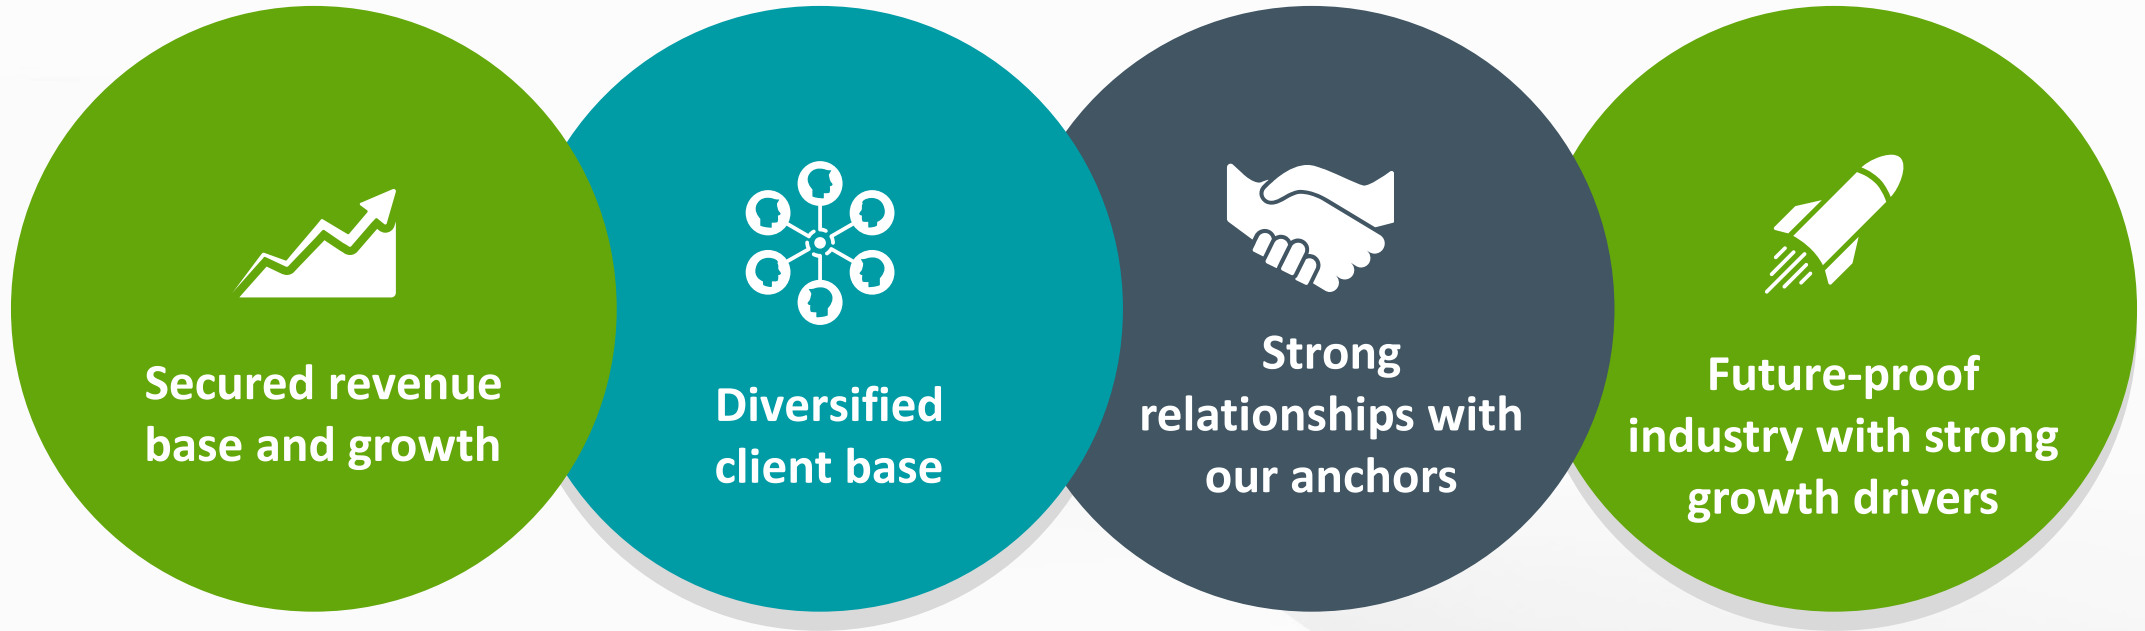 Secured revenue
base and growth
Diversified
client base
Strong
relationships with
our anchors
Future-proof
industry with strong
growth drivers